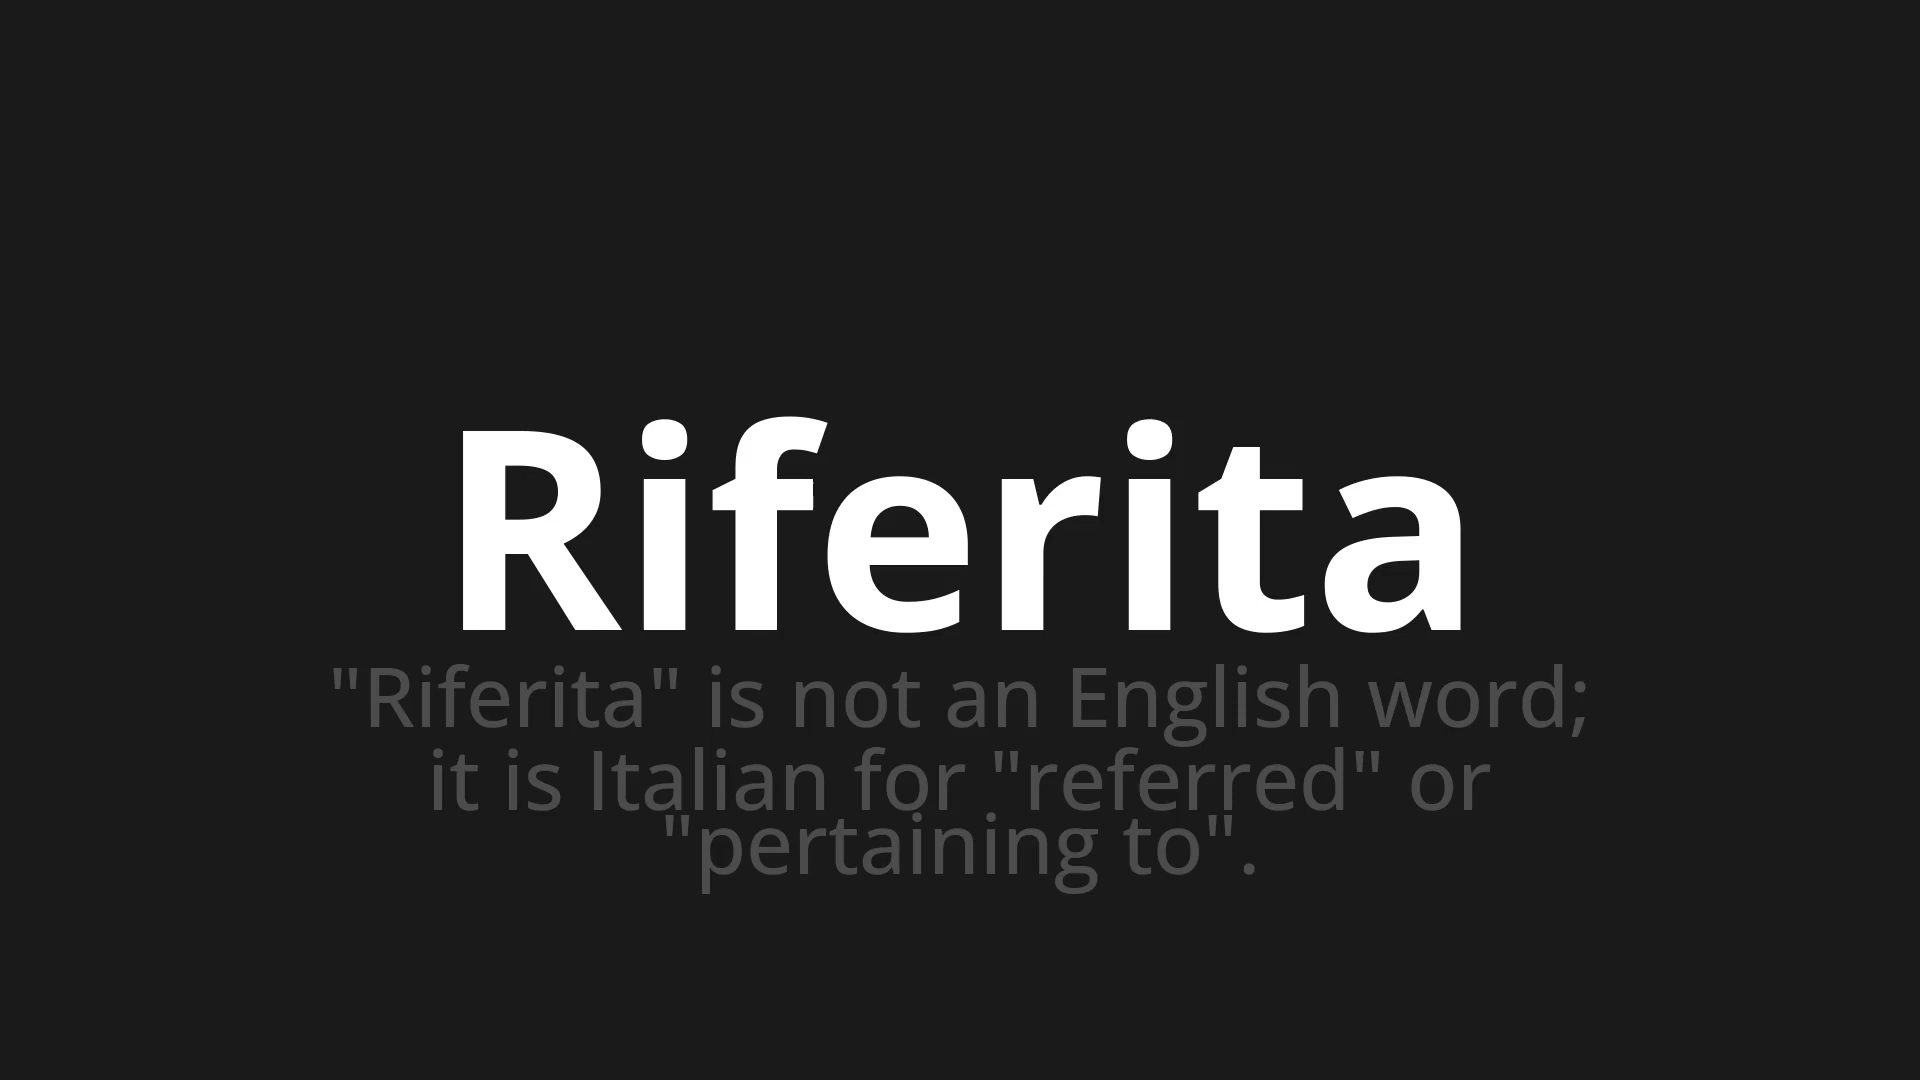 Riferita
"Riferita" is not an English word;
it is Italian for "referred" or
"pertaining to".